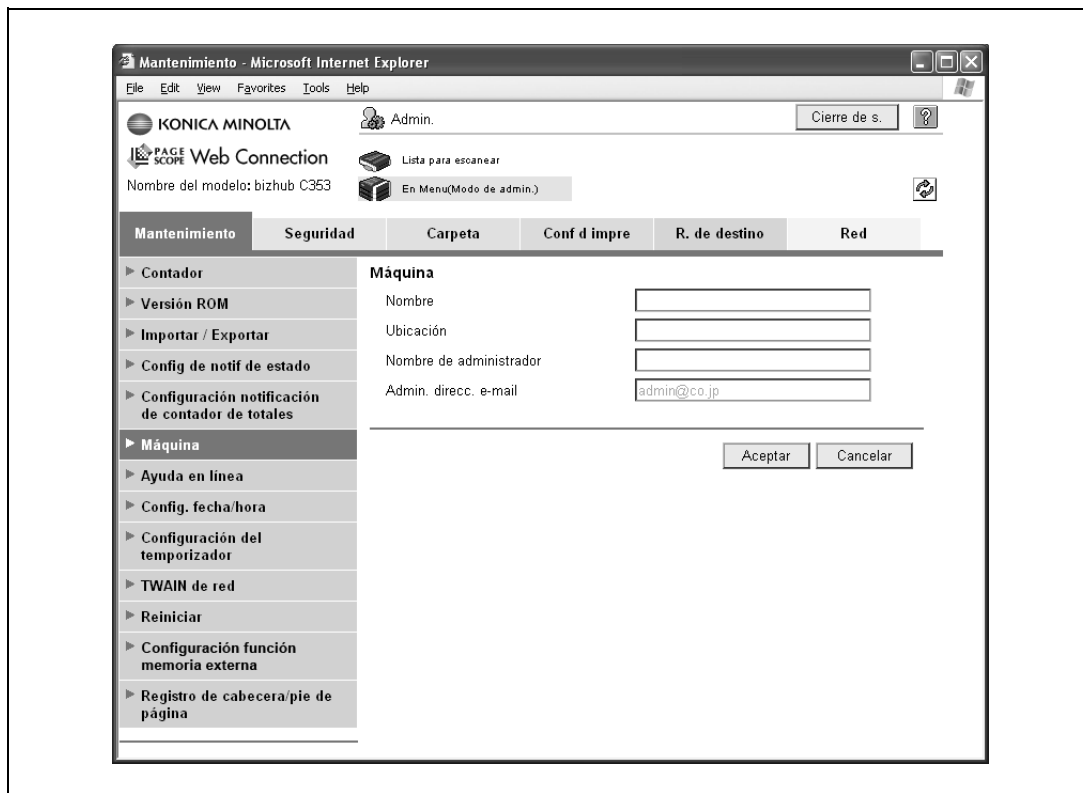 Mantenimiento - Microsoft Internet Explorer
File Edit View Favorites Tools Help
KONICA MINOLTA
Admin.
Cierre de s.
?
PAGE SCOPE Web Connection
Lista para escanear
Nombre del modelo: bizhub C353
En Menu(Modo de admin.)
Mantenimiento Seguridad Carpeta Conf d impre R. de destino Red
Contador
Versión ROM
Importar / Exportar
Config de notif de estado
Configuración notificación
de contador de totales
Máquina
Ayuda en línea
Config. fecha/hora
Configuración del
temporizador
TWAIN de red
Reiniciar
Configuración función
memoria externa
Registro de cabecera/pie de
página
Máquina
Nombre
Ubicación
Nombre de administrador
Admin. direcc. e-mail admin@co.jp
Aceptar Cancelar